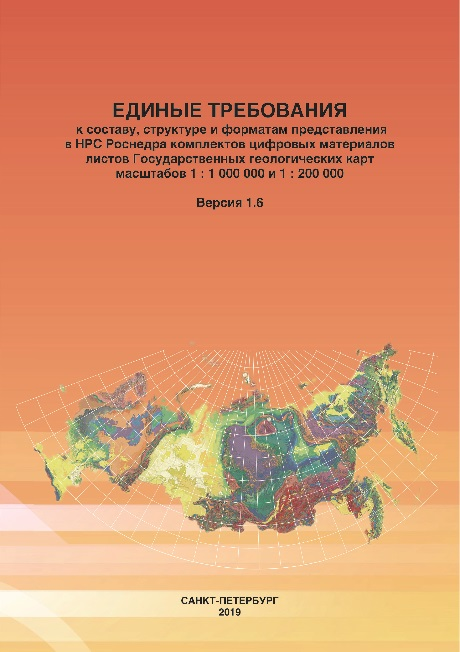 ЕДИНЫЕ ТРЕБОВАНИЯ
к составу, структуре и форматам представления
в НРС Роснедра комплектов цифровых материалов
листов Государственных геологических карт
масштабов 1 : 1 000 000 и 1 : 200 000
Версия 1.6
САНКТ-ПЕТЕРБУРГ
2019